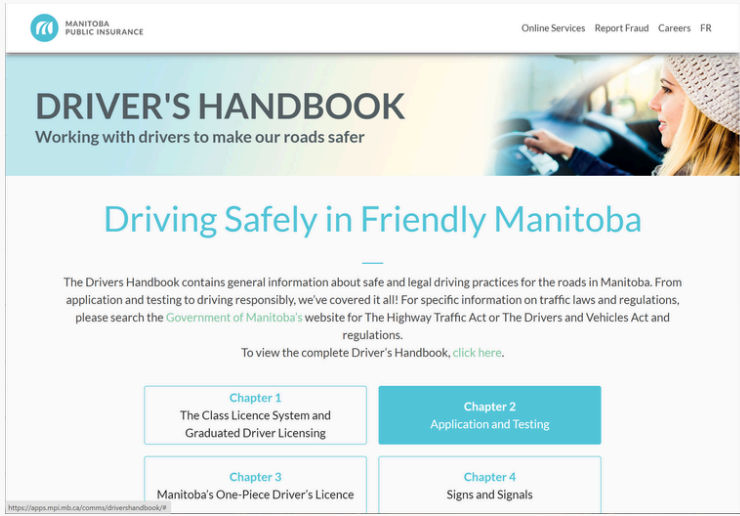 MANITOBA
PUBLIC INSURANCE
Online Services Report Fraud Careers FR
DRIVER'S HANDBOOK
Working with drivers to make our roads safer
Driving Safely in Friendly Manitoba
The Drivers Handbook contains general information about safe and legal driving practices for the roads in Manitoba. From
application and testing to driving responsibly, we've covered it all! For specific information on traffic laws and regulations,
please search the Government of Manitoba's website for The Highway Traffic Act or The Drivers and Vehicles Act and
regulations.
To view the complete Driver's Handbook, click here.
Chapter 1
The Class Licence System and
Graduated Driver Licensing
Chapter 2
Application and Testing
Chapter 3
Manitoba's One-Piece Driver's Licence
Chapter 4
Signs and Signals
https://apps.mpi.mb.ca/comms/drivershandbook/#